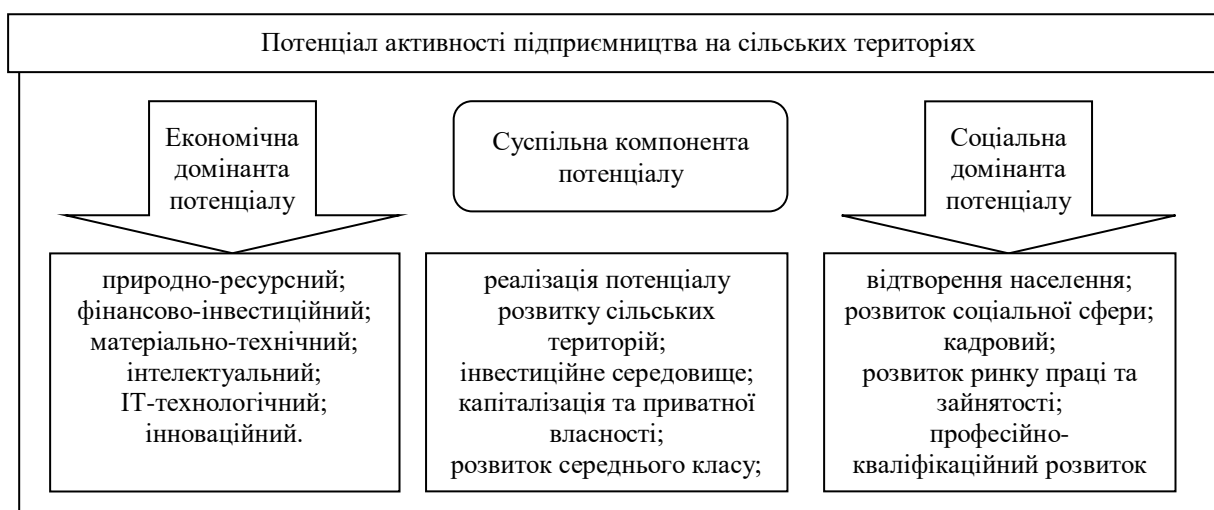 Потенціал активності підприємництва на сільських територіях
Економічна
домінанта
потенціалу
Суспільна компонента
потенціалу
Соціальна
домінанта
потенціалу
природно-ресурсний;
фінансово-інвестиційний;
матеріально-технічний;
інтелектуальний;
ІТ-технологічний;
інноваційний.
реалізація потенціалу
розвитку сільських
територій;
інвестиційне середовище;
капіталізація та приватної
власності;
розвиток середнього класу;
відтворення населення;
розвиток соціальної сфери;
кадровий;
розвиток ринку праці та
зайнятості;
професійно-
кваліфікаційний розвиток